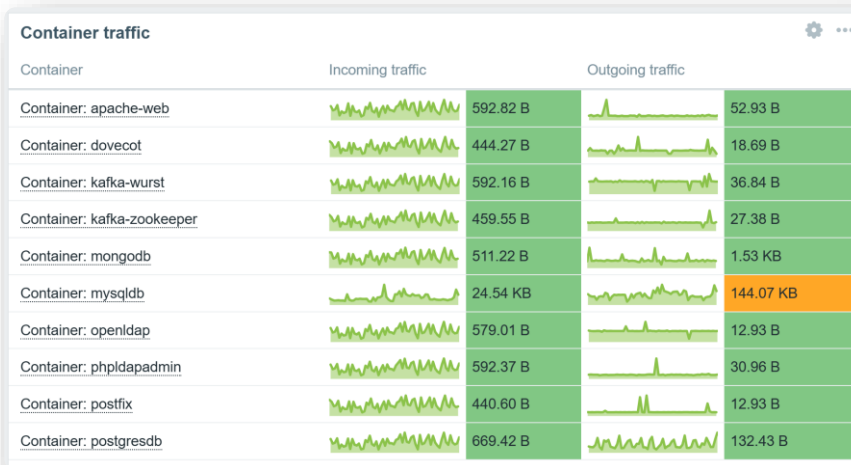 Container traffic
Container Incoming traffic Outgoing traffic
Container: apache-web 592.82 B 52.93 B
Container: dovecot 444.27 B 18.69 B
Container: kafka-wurst 592.16 B 36.84 B
Container: kafka-zookeeper 459.55 B 27.38 B
Container: mongodb 511.22 B 1.53 KB
Container: mysqldb 24.54 KB 144.07 KB
Container: openldap 579.01 B 12.93 B
Container: phpldapadmin 592.37 B 30.96 B
Container: postfix 440.60 B 12.93 B
Container: postgresdb 669.42 B 132.43 B